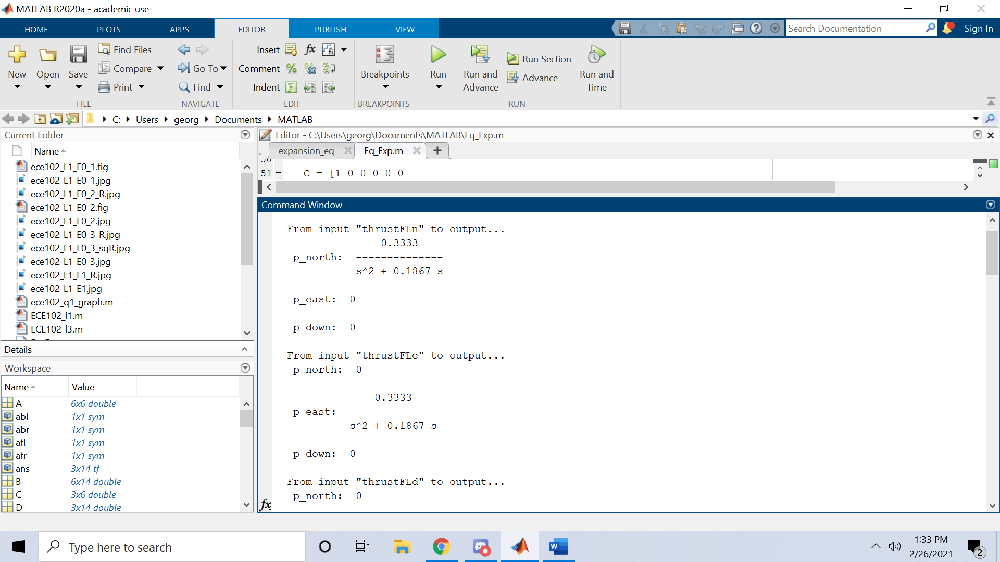 MATLAB R2020a - academic use
HOME PLOTS APPS EDITOR PUBLISH VIEW
Search Documentation
Sign In
New
Open
Save
Find Files
Compare
Print
FILE
Go To
Find
NAVIGATE
Insert
fx
fi
Comment
Indent
EDIT
Breakpoints
BREAKPOINTS
Run
Run and Advance
Run Section
Advance
Run and Time
RUN
C: Users georg Documents MATLAB
Current Folder
Name
ece102_L1_E0_1.fig
ece102_L1_E0_1.jpg
ece102_L1_E0_2_R.jpg
ece102_L1_E0_2.fig
ece102_L1_E0_2.jpg
ece102_L1_E0_3_R.jpg
ece102_L1_E0_3_sqR.jpg
ece102_L1_E0_3.jpg
ece102_L1_E1_R.jpg
ece102_L1_E1.jpg
ece102_q1_graph.m
ECE102_l1.m
ECE102_l3.m
Details
Workspace
Name Value
A 6x6 double
abl 1x1 sym
abr 1x1 sym
afl 1x1 sym
afr 1x1 sym
ans 3x14 tf
B 6x14 double
C 3x6 double
D 3x14 double
Editor - C:\Users\georg\Documents\MATLAB\Eq_Exp.m
expansion_eq Eq_Exp.m +
51 – C = [1 0 0 0 0 0
Command Window
From input "thrustFLn" to output...
0.3333
p_north: --------------
s^2 + 0.1867 s
p_east: 0
p_down: 0
From input "thrustFLe" to output...
p_north: 0
0.3333
p_east: --------------
s^2 + 0.1867 s
p_down: 0
From input "thrustFLd" to output...
p_north: 0
fx
Type here to search
W
1:33 PM
2/26/2021
2